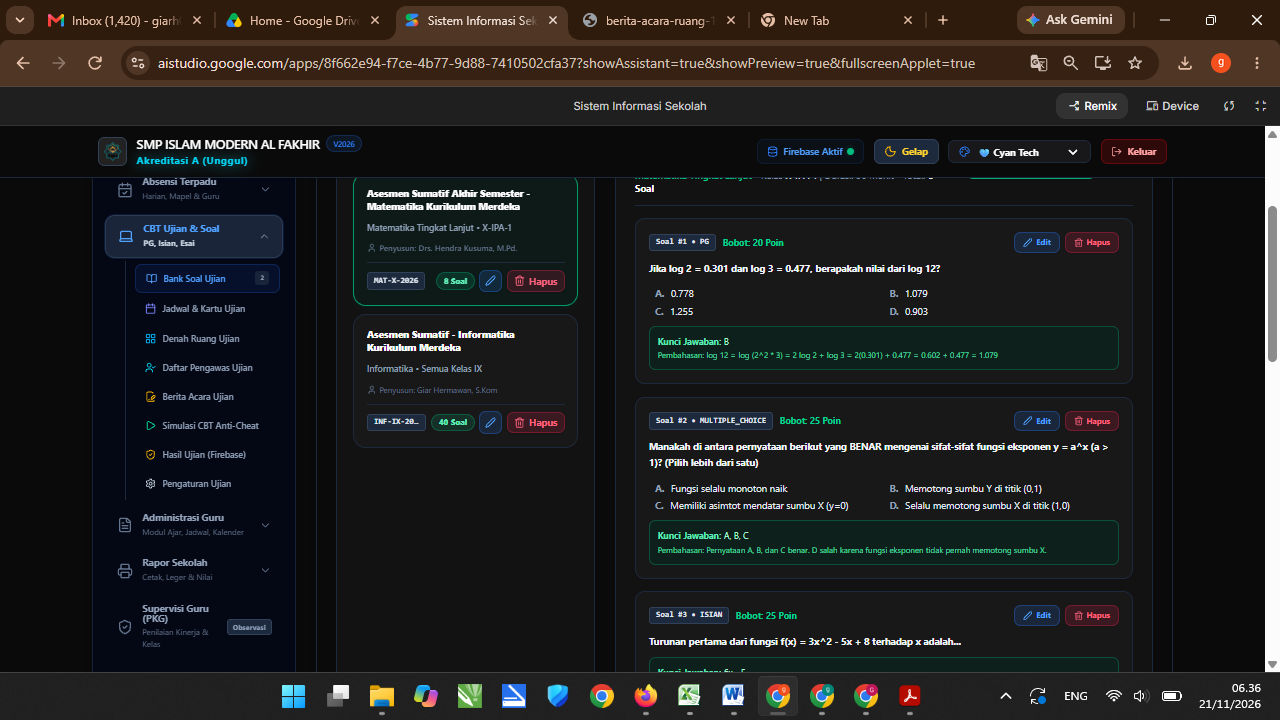 Inbox (1,420) - giarh
Home - Google Driv
Sistem Informasi Sek
berita-acara-ruang-1
New Tab
Ask Gemini
aistudio.google.com/apps/8f662e94-f7ce-4b77-9d88-7410502cfa37?showAssistant=true&showPreview=true&fullscreenApplet=true
g
Sistem Informasi Sekolah
Remix
Device
SMP ISLAM MODERN AL FAKHIR
V2026
Akreditasi A (Unggul)
Firebase Aktif
Gelap
Cyan Tech
Keluar
Absensi Terpadu
Harian, Mapel & Guru
CBT Ujian & Soal
PG, Isian, Esai
Bank Soal Ujian
2
Jadwal & Kartu Ujian
Denah Ruang Ujian
Daftar Pengawas Ujian
Berita Acara Ujian
Simulasi CBT Anti-Cheat
Hasil Ujian (Firebase)
Pengaturan Ujian
Administrasi Guru
Modul Ajar, Jadwal, Kalender
Rapor Sekolah
Cetak, Leger & Nilai
Supervisi Guru
(PKG)
Penilaian Kinerja &
Kelas
Observasi
Asesmen Sumatif Akhir Semester -
Matematika Kurikulum Merdeka
Matematika Tingkat Lanjut • X-IPA-1
Penyusun: Drs. Hendra Kusuma, M.Pd.
MAT-X-2026
8 Soal
Hapus
Asesmen Sumatif - Informatika
Kurikulum Merdeka
Informatika • Semua Kelas IX
Penyusun: Giar Hermawan, S.Kom
INF-IX-20…
40 Soal
Hapus
Soal
Soal #1 • PG
Bobot: 20 Poin
Edit
Hapus
Jika log 2 = 0.301 dan log 3 = 0.477, berapakah nilai dari log 12?
A. 0.778
B. 1.079
C. 1.255
D. 0.903
Kunci Jawaban: B
Pembahasan: log 12 = log (2^2 * 3) = 2 log 2 + log 3 = 2(0.301) + 0.477 = 0.602 + 0.477 = 1.079
Soal #2 • MULTIPLE_CHOICE
Bobot: 25 Poin
Edit
Hapus
Manakah di antara pernyataan berikut yang BENAR mengenai sifat-sifat fungsi eksponen y = a^x (a >
1)? (Pilih lebih dari satu)
A. Fungsi selalu monoton naik
B. Memotong sumbu Y di titik (0,1)
C. Memiliki asimtot mendatar sumbu X (y=0)
D. Selalu memotong sumbu X di titik (1,0)
Kunci Jawaban: A, B, C
Pembahasan: Pernyataan A, B, dan C benar. D salah karena fungsi eksponen tidak pernah memotong sumbu X.
Soal #3 • ISIAN
Bobot: 25 Poin
Edit
Hapus
Turunan pertama dari fungsi f(x) = 3x^2 - 5x + 8 terhadap x adalah...
ENG
06.36
21/11/2026